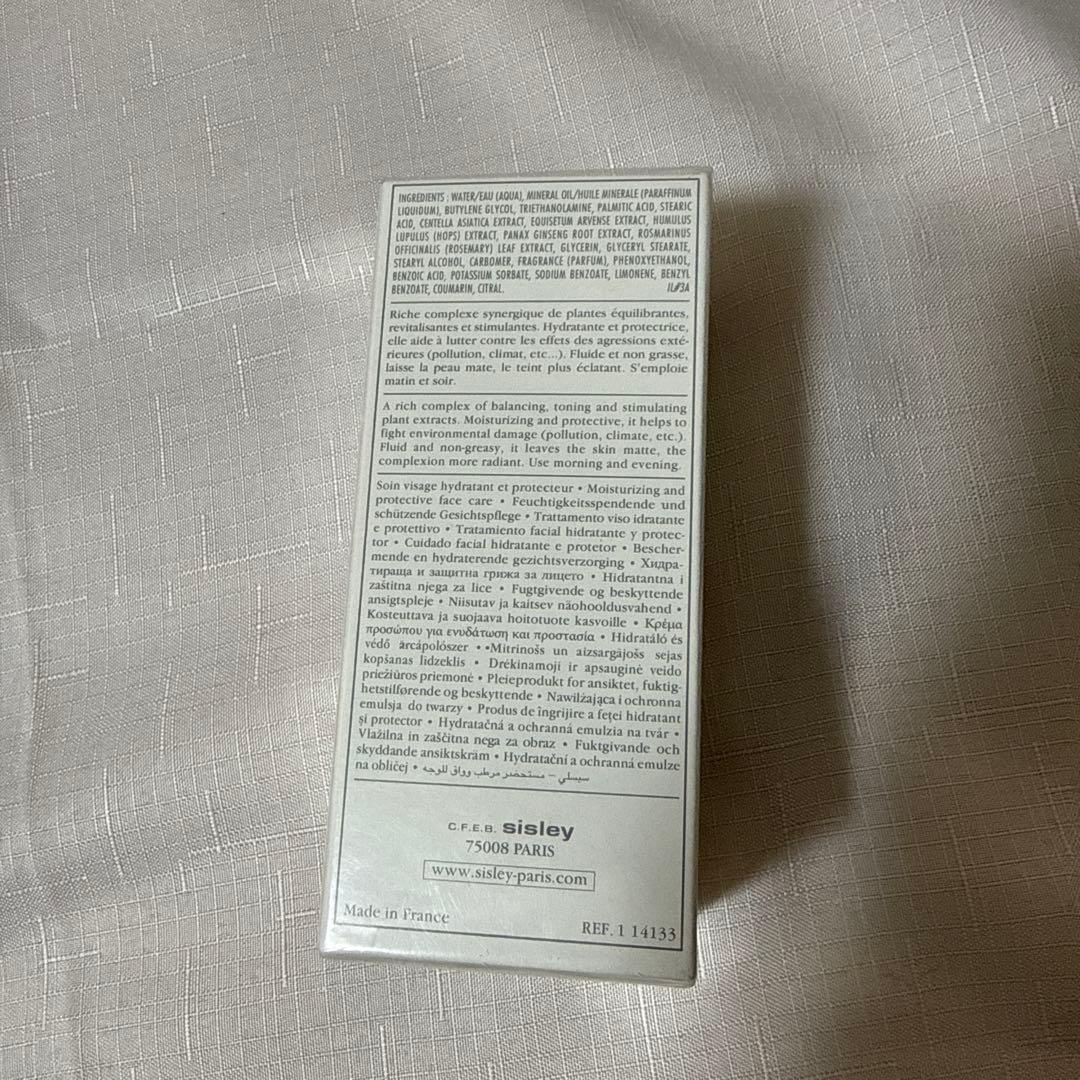 INGREDIENTS : WATER/EAU (AQUA), MINERAL OIL/HUILE MINERALE (PARAFFINUM
LIQUIDUM), BUTYLENE GLYCOL, TRIETHANOLAMINE, PALMITIC ACID, STEARIC
ACID, CENTELLA ASIATICA EXTRACT, EQUISETUM ARVENSE EXTRACT, HUMULUS
LUPULUS (HOPS) EXTRACT, PANAX GINSENG ROOT EXTRACT, ROSMARINUS
OFFICINALIS (ROSEMARY) LEAF EXTRACT, GLYCERIN, GLYCERYL STEARATE,
STEARYL ALCOHOL, CARBOMER, FRAGRANCE (PARFUM), PHENOXYETHANOL,
BENZOIC ACID, POTASSIUM SORBATE, SODIUM BENZOATE, LIMONENE, BENZYL
BENZOATE, COUMARIN, CITRAL. IL#3A
Riche complexe synergique de plantes équilibrantes,
revitalisantes et stimulantes. Hydratante et protectrice,
elle aide à lutter contre les effets des agressions exté-
rieures (pollution, climat, etc...). Fluide et non grasse,
laisse la peau mate, le teint plus éclatant. S'emploie
matin et soir.
A rich complex of balancing, toning and stimulating
plant extracts. Moisturizing and protective, it helps to
fight environmental damage (pollution, climate, etc.).
Fluid and non-greasy, it leaves the skin matte, the
complexion more radiant. Use morning and evening.
Soin visage hydratant et protecteur • Moisturizing and
protective face care • Feuchtigkeitsspendende und
schützende Gesichtspflege • Trattamento viso idratante
e protettivo • Tratamiento facial hidratante y protec-
tor • Cuidado facial hidratante e protetor • Bescher-
mende en hydraterende gezichtsverzorging • Хидра-
тираща и защитна грижа за лицето • Hidratantna i
zaštitna njega za lice • Fugtgivende og beskyttende
ansigtspleje • Niisutav ja kaitsev näohooldusvahend •
Kosteuttava ja suojaava hoitotuote kasvoille • Κρέμα
προσώπου για ενυδάτωση και προστασία • Hidratáló és
védő arcápolószer • •Mitrinošs un aizsargājošs sejas
kopšanas lidzeklis • Drėkinamoji ir apsauginė veido
priežiūros priemonė • Pleieprodukt for ansiktet, fuktig-
hetstilførende og beskyttende • Nawilżająca i ochronna
emulsja do twarzy • Produs de îngrijire a feţei hidratant
şi protector • Hydratačná a ochranná emulzia na tvár •
Vlažilna in zaščitna nega za obraz • Fuktgivande och
skyddande ansiktskräm • Hydratační a ochranná emulze
na obličej • سيسلي – مستحضر مرطب وواق للوجه
C.F.E.B. sisley
75008 PARIS
www.sisley-paris.com
Made in France
REF. 1 14133